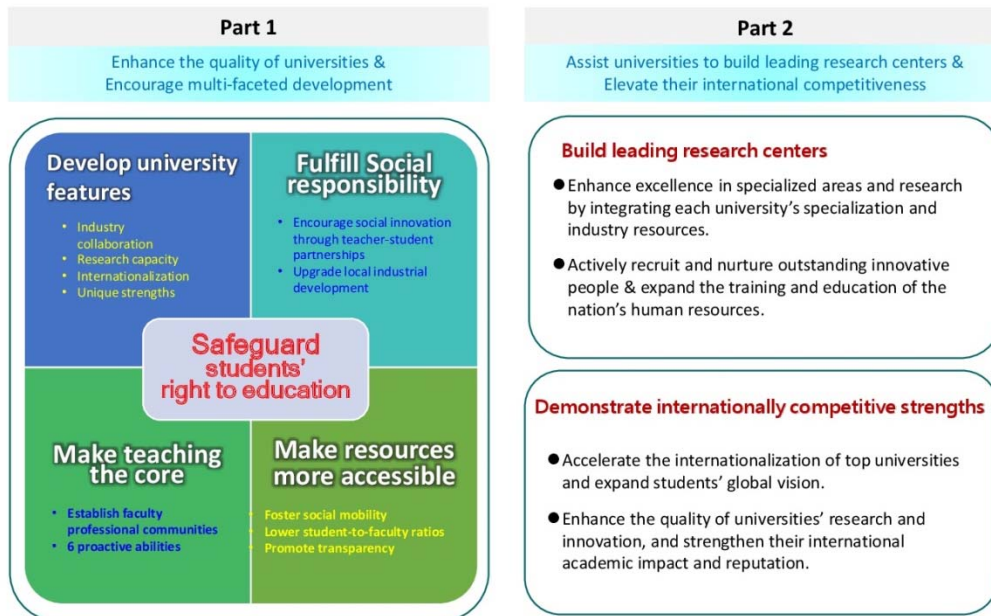 Part 1
Enhance the quality of universities &
Encourage multi-faceted development
Develop university
features
• Industry
collaboration
• Research capacity
• Internationalization
• Unique strengths
Fulfill Social
responsibility
• Encourage social innovation
through teacher-student
partnerships
• Upgrade local industrial
development
Safeguard
students'
right to education
Make teaching
the core
• Establish faculty
professional communities
• 6 proactive abilities
Make resources
more accessible
• Foster social mobility
• Lower student-to-faculty ratios
• Promote transparency
Part 2
Assist universities to build leading research centers &
Elevate their international competitiveness
Build leading research centers
● Enhance excellence in specialized areas and research
by integrating each university's specialization and
industry resources.
● Actively recruit and nurture outstanding innovative
people & expand the training and education of the
nation's human resources.
Demonstrate internationally competitive strengths
● Accelerate the internationalization of top universities
and expand students' global vision.
● Enhance the quality of universities' research and
innovation, and strengthen their international
academic impact and reputation.